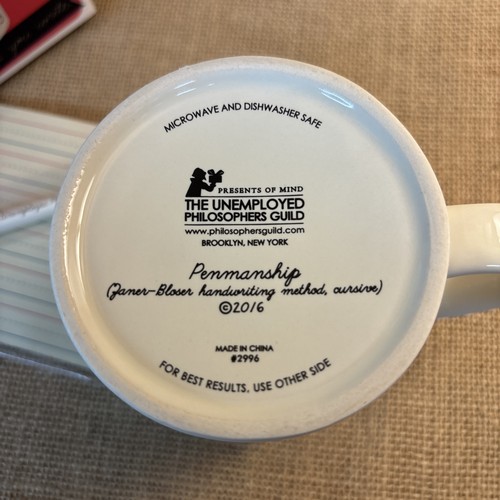 MICROWAVE AND DISHWASHER SAFE
PRESENTS OF MIND
THE UNEMPLOYED
PHILOSOPHERS GUILD
www.philosophersguild.com
BROOKLYN, NEW YORK
Penmanship
(Zaner-Bloser handwriting method, cursive)
©2016
MADE IN CHINA
#2996
FOR BEST RESULTS, USE OTHER SIDE